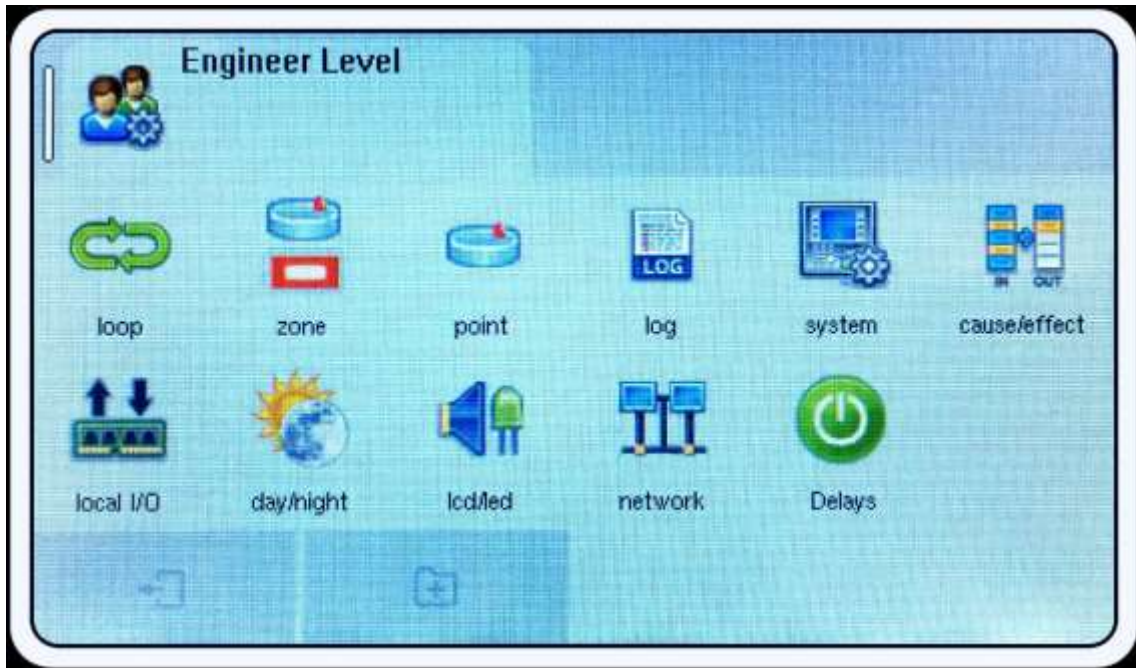 Engineer Level
LOG
IN OUT
loop zone point log system cause/effect
local I/O day/night lcd/led network Delays